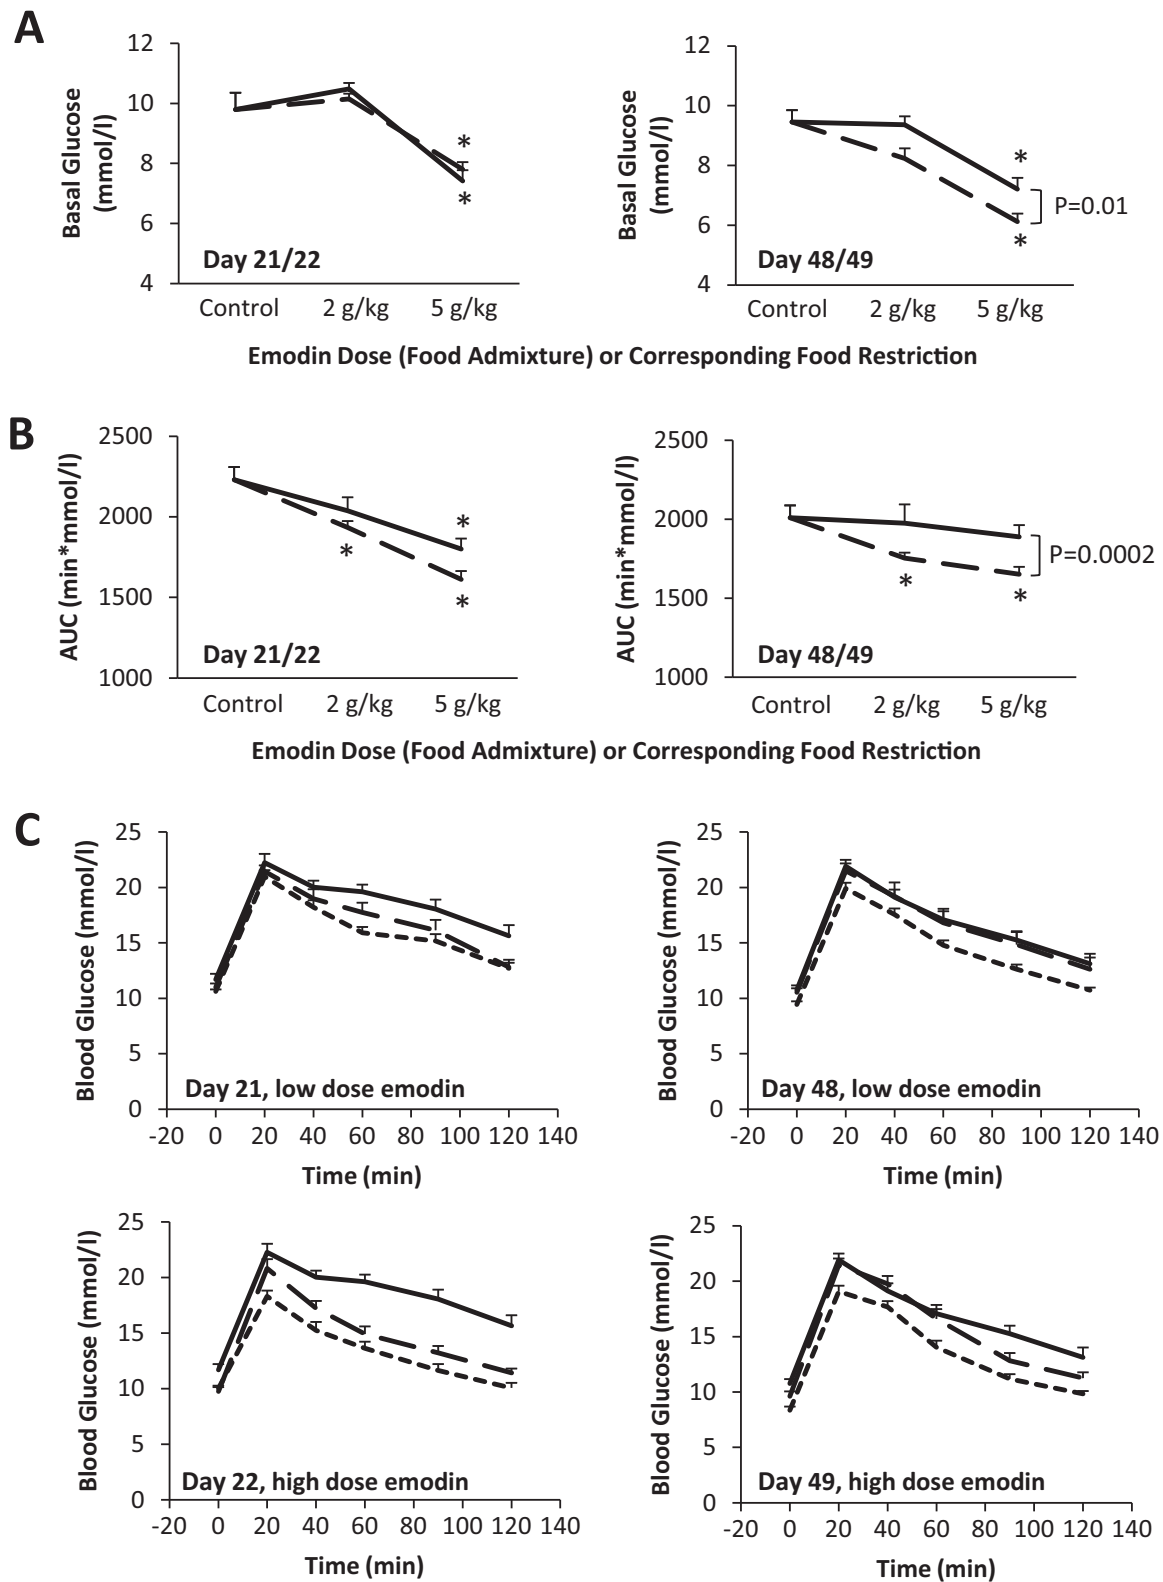 A
Basal Glucose
(mmol/l)
12
10
8
6
4
*
*
Day 21/22
Control 2 g/kg 5 g/kg
Basal Glucose
(mmol/l)
12
10
8
6
4
*
*
P=0.01
Day 48/49
Control 2 g/kg 5 g/kg
Emodin Dose (Food Admixture) or Corresponding Food Restriction
B
AUC (min*mmol/l)
2500
2000
1500
1000
*
*
*
Day 21/22
Control 2 g/kg 5 g/kg
AUC (min*mmol/l)
2500
2000
1500
1000
*
*
P=0.0002
Day 48/49
Control 2 g/kg 5 g/kg
Emodin Dose (Food Admixture) or Corresponding Food Restriction
C
Blood Glucose (mmol/l)
25
20
15
10
5
0
Day 21, low dose emodin
-20 0 20 40 60 80 100 120 140
Time (min)
Blood Glucose (mmol/l)
25
20
15
10
5
0
Day 48, low dose emodin
-20 0 20 40 60 80 100 120 140
Time (min)
Blood Glucose (mmol/l)
25
20
15
10
5
0
Day 22, high dose emodin
-20 0 20 40 60 80 100 120 140
Time (min)
Blood Glucose (mmol/l)
25
20
15
10
5
0
Day 49, high dose emodin
-20 0 20 40 60 80 100 120 140
Time (min)